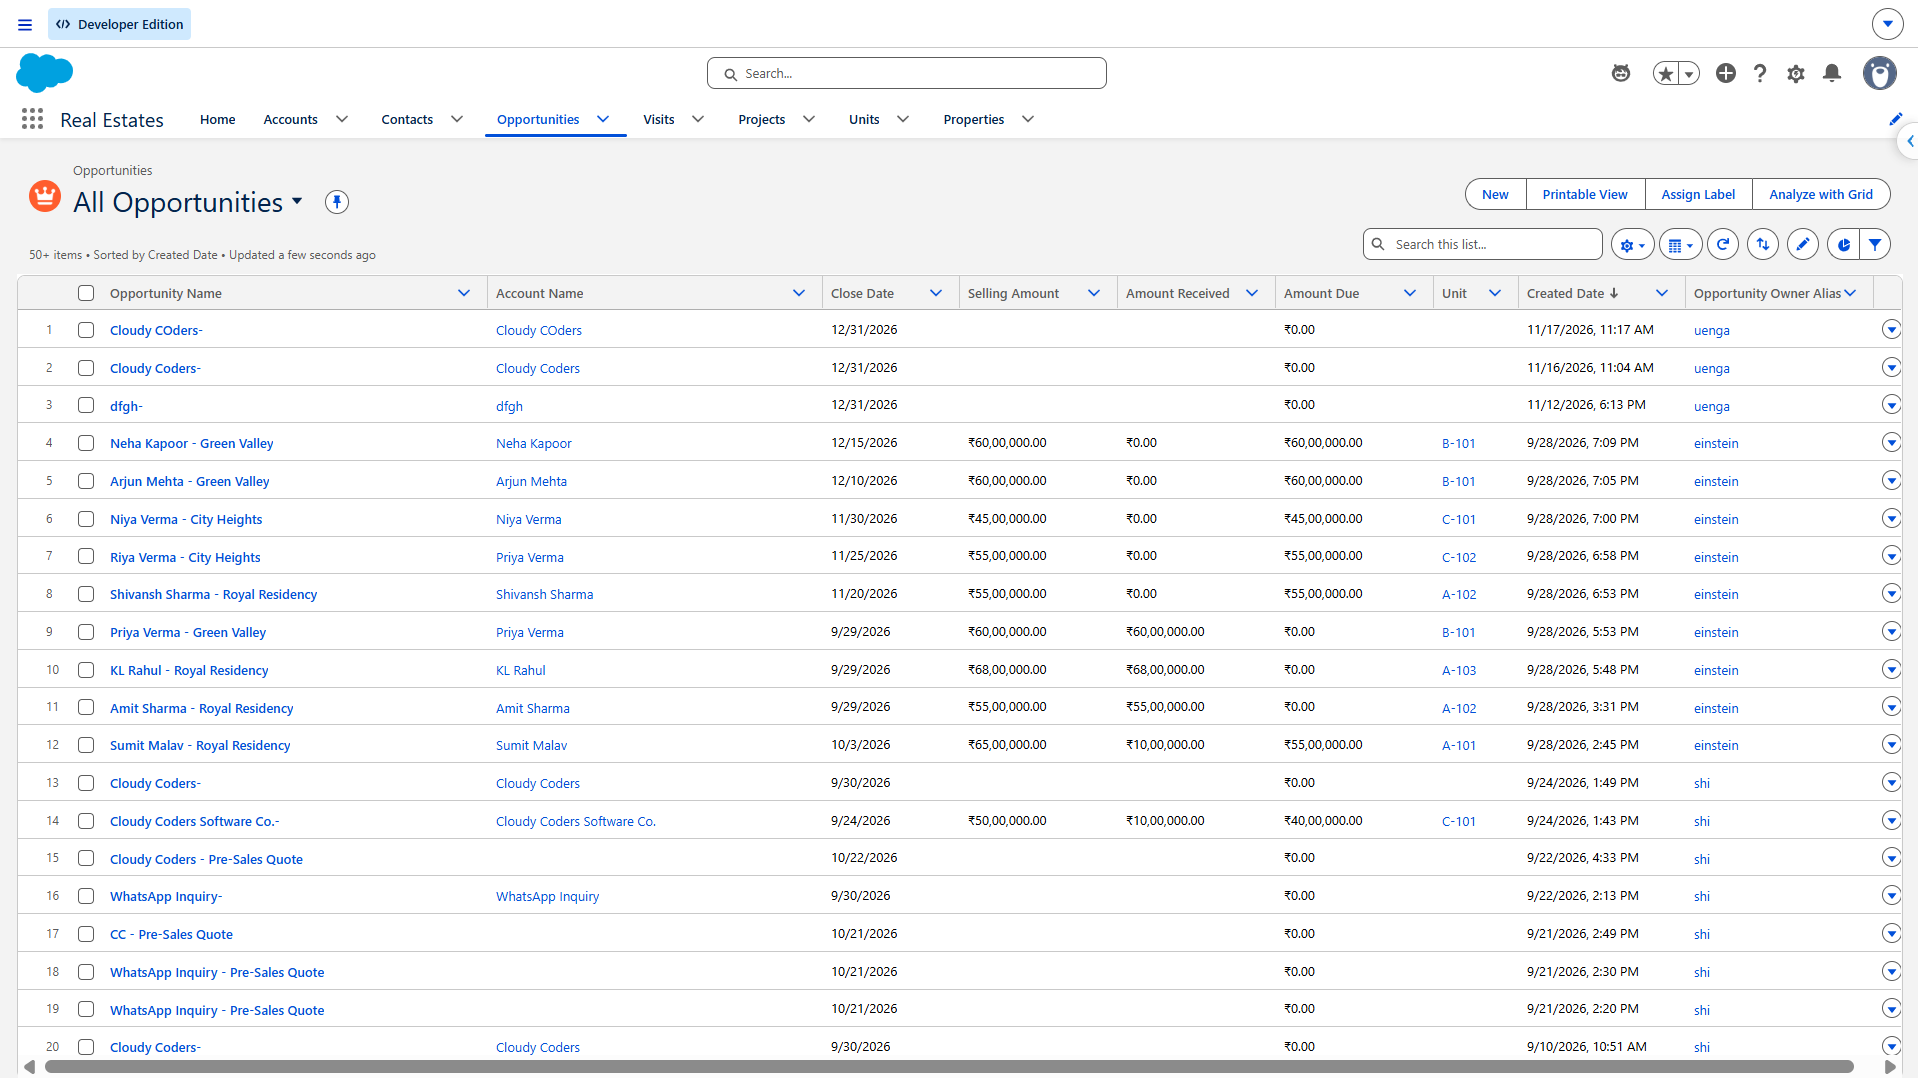 Developer Edition
Search...
Real Estates Home Accounts Contacts Opportunities Visits Projects Units Properties
Opportunities
All Opportunities
New Printable View Assign Label Analyze with Grid
50+ items • Sorted by Created Date • Updated a few seconds ago
Search this list...
Opportunity Name Account Name Close Date Selling Amount Amount Received Amount Due Unit Created Date Opportunity Owner Alias
1 Cloudy COders- Cloudy COders 12/31/2026 ₹0.00 11/17/2026, 11:17 AM uenga
2 Cloudy Coders- Cloudy Coders 12/31/2026 ₹0.00 11/16/2026, 11:04 AM uenga
3 dfgh- dfgh 12/31/2026 ₹0.00 11/12/2026, 6:13 PM uenga
4 Neha Kapoor - Green Valley Neha Kapoor 12/15/2026 ₹60,00,000.00 ₹0.00 ₹60,00,000.00 B-101 9/28/2026, 7:09 PM einstein
5 Arjun Mehta - Green Valley Arjun Mehta 12/10/2026 ₹60,00,000.00 ₹0.00 ₹60,00,000.00 B-101 9/28/2026, 7:05 PM einstein
6 Niya Verma - City Heights Niya Verma 11/30/2026 ₹45,00,000.00 ₹0.00 ₹45,00,000.00 C-101 9/28/2026, 7:00 PM einstein
7 Riya Verma - City Heights Priya Verma 11/25/2026 ₹55,00,000.00 ₹0.00 ₹55,00,000.00 C-102 9/28/2026, 6:58 PM einstein
8 Shivansh Sharma - Royal Residency Shivansh Sharma 11/20/2026 ₹55,00,000.00 ₹0.00 ₹55,00,000.00 A-102 9/28/2026, 6:53 PM einstein
9 Priya Verma - Green Valley Priya Verma 9/29/2026 ₹60,00,000.00 ₹60,00,000.00 ₹0.00 B-101 9/28/2026, 5:53 PM einstein
10 KL Rahul - Royal Residency KL Rahul 9/29/2026 ₹68,00,000.00 ₹68,00,000.00 ₹0.00 A-103 9/28/2026, 5:48 PM einstein
11 Amit Sharma - Royal Residency Amit Sharma 9/29/2026 ₹55,00,000.00 ₹55,00,000.00 ₹0.00 A-102 9/28/2026, 3:31 PM einstein
12 Sumit Malav - Royal Residency Sumit Malav 10/3/2026 ₹65,00,000.00 ₹10,00,000.00 ₹55,00,000.00 A-101 9/28/2026, 2:45 PM einstein
13 Cloudy Coders- Cloudy Coders 9/30/2026 ₹0.00 9/24/2026, 1:49 PM shi
14 Cloudy Coders Software Co.- Cloudy Coders Software Co. 9/24/2026 ₹50,00,000.00 ₹10,00,000.00 ₹40,00,000.00 C-101 9/24/2026, 1:43 PM shi
15 Cloudy Coders - Pre-Sales Quote 10/22/2026 ₹0.00 9/22/2026, 4:33 PM shi
16 WhatsApp Inquiry- WhatsApp Inquiry 9/30/2026 ₹0.00 9/22/2026, 2:13 PM shi
17 CC - Pre-Sales Quote 10/21/2026 ₹0.00 9/21/2026, 2:49 PM shi
18 WhatsApp Inquiry - Pre-Sales Quote 10/21/2026 ₹0.00 9/21/2026, 2:30 PM shi
19 WhatsApp Inquiry - Pre-Sales Quote 10/21/2026 ₹0.00 9/21/2026, 2:20 PM shi
20 Cloudy Coders- Cloudy Coders 9/30/2026 ₹0.00 9/10/2026, 10:51 AM shi